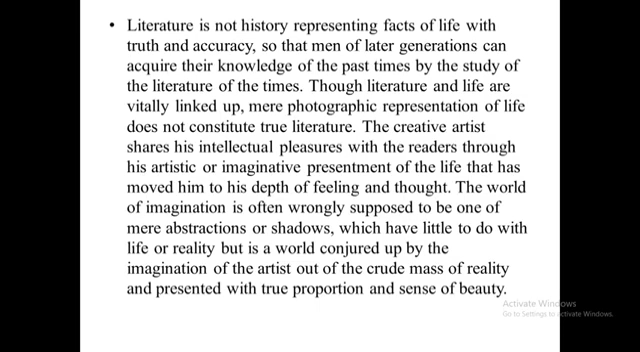 • Literature is not history representing facts of life with
truth and accuracy, so that men of later generations can
acquire their knowledge of the past times by the study of
the literature of the times. Though literature and life are
vitally linked up, mere photographic representation of life
does not constitute true literature. The creative artist
shares his intellectual pleasures with the readers through
his artistic or imaginative presentment of the life that has
moved him to his depth of feeling and thought. The world
of imagination is often wrongly supposed to be one of
mere abstractions or shadows, which have little to do with
life or reality but is a world conjured up by the
imagination of the artist out of the crude mass of reality
and presented with true proportion and sense of beauty.
Activate Windows
Go to Settings to activate Windows.